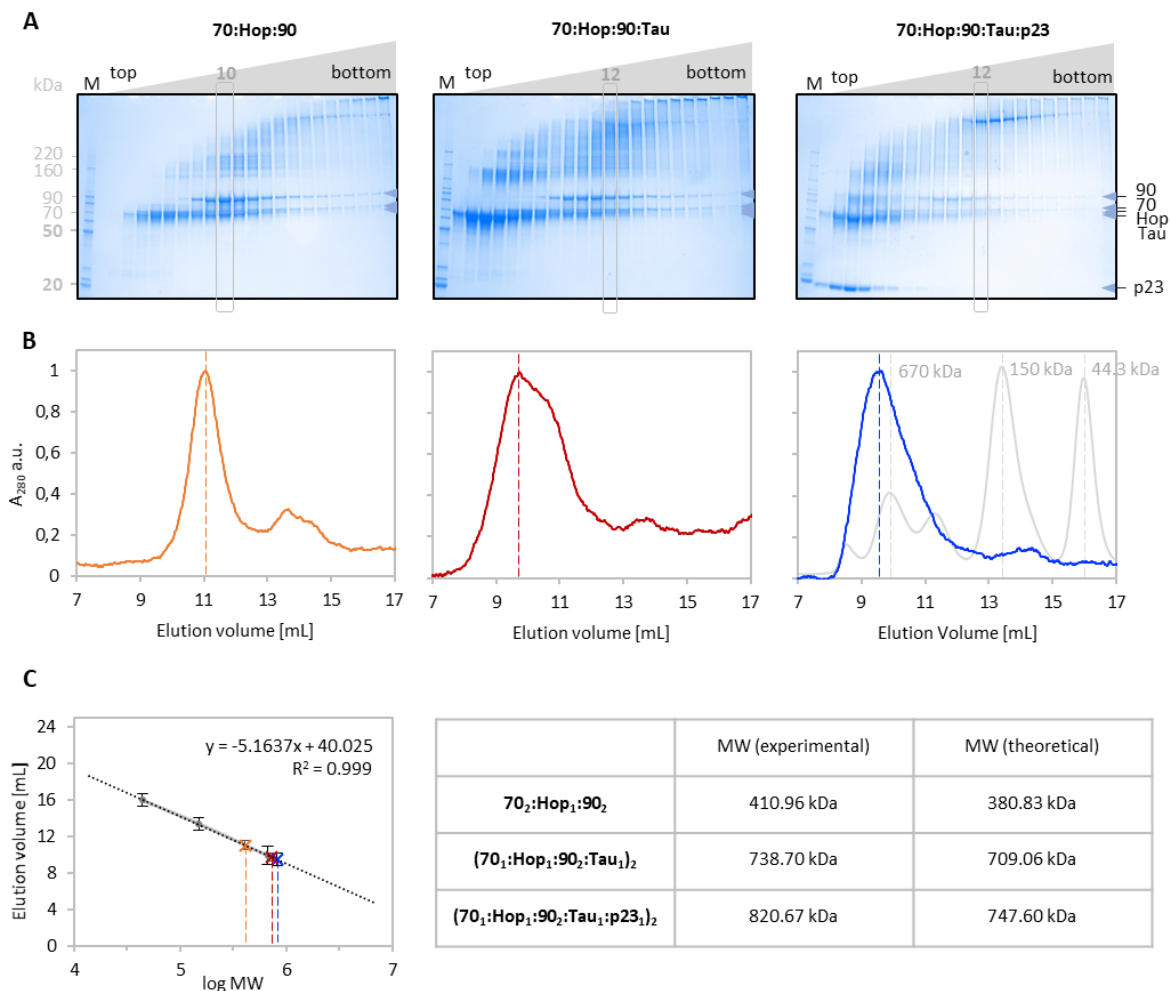 A
70:Hop:90
70:Hop:90:Tau
70:Hop:90:Tau:p23
kDa
M
top
10
bottom
M
top
12
bottom
M
top
12
bottom
220
160
90
70
50
20
90
70
Hop
Tau
p23
B
A280 a.u.
1
0,8
0,6
0,4
0,2
0
7 9 11 13 15 17
Elution volume [mL]
7 9 11 13 15 17
Elution volume [mL]
670 kDa
150 kDa
44.3 kDa
7 9 11 13 15 17
Elution Volume [mL]
C
Elution volume [mL]
24
20
16
12
8
4
0
4 5 6 7
log MW
y = -5.1637x + 40.025
R² = 0.999
MW (experimental) MW (theoretical)
70₂:Hop₁:90₂ 410.96 kDa 380.83 kDa
(70₁:Hop₁:90₂:Tau₁)₂ 738.70 kDa 709.06 kDa
(70₁:Hop₁:90₂:Tau₁:p23₁)₂ 820.67 kDa 747.60 kDa